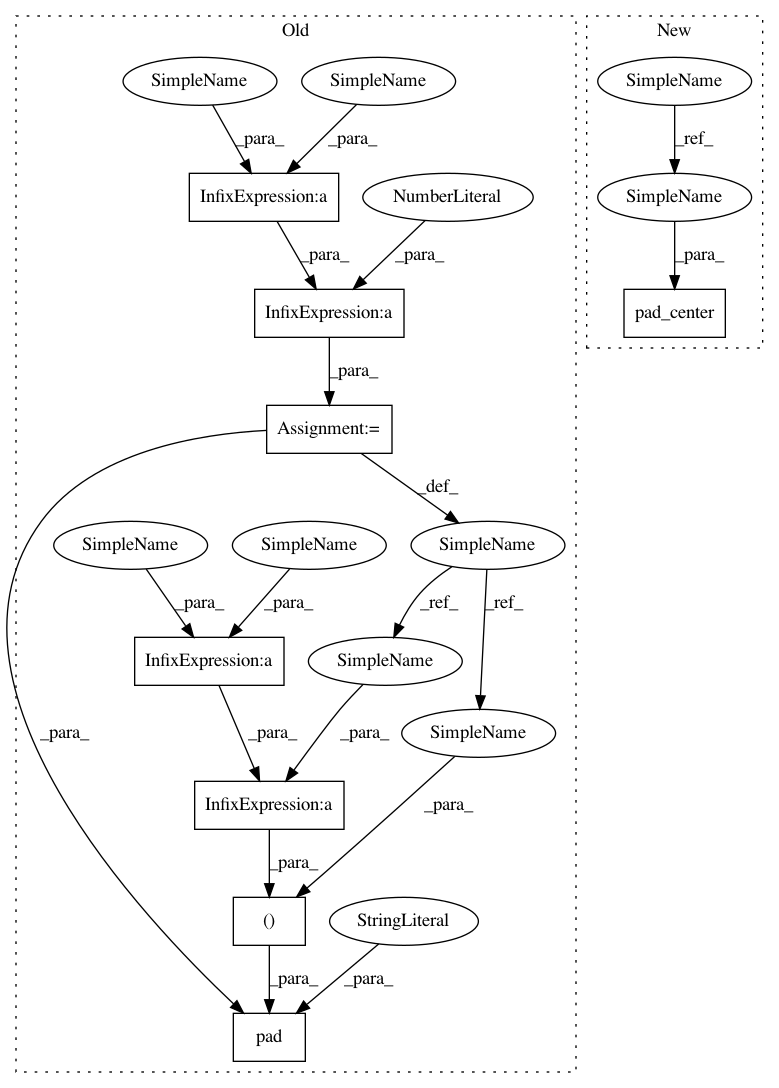 Old
New
SimpleName
SimpleName
SimpleName
_para_
_para_
_ref_
InfixExpression:a
NumberLiteral
SimpleName
_para_
_para_
_para_
InfixExpression:a
pad_center
_para_
Assignment:=
_def_
SimpleName
SimpleName
SimpleName
_para_
_para_
_ref_
_ref_
InfixExpression:a
SimpleName
SimpleName
_para_
_para_
_para_
InfixExpression:a
_para_
_para_
()
StringLiteral
_para_
_para_
pad